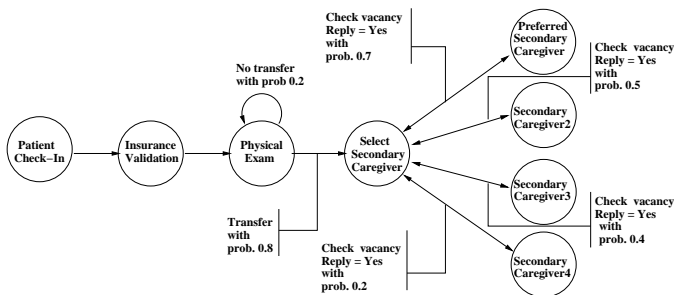 Check vacancy
Reply = Yes
with
prob. 0.7
Preferred
Secondary
Caregiver
Check vacancy
Reply = Yes
with
prob. 0.5
No transfer
with prob 0.2
Secondary
Caregiver2
Patient
Check–In
Insurance
Validation
Physical
Exam
Select
Secondary
Caregiver
Secondary
Caregiver3
Check vacancy
Reply = Yes
with
prob. 0.4
Transfer
with
prob. 0.8
Check vacancy
Reply = Yes
with
prob. 0.2
Secondary
Caregiver4